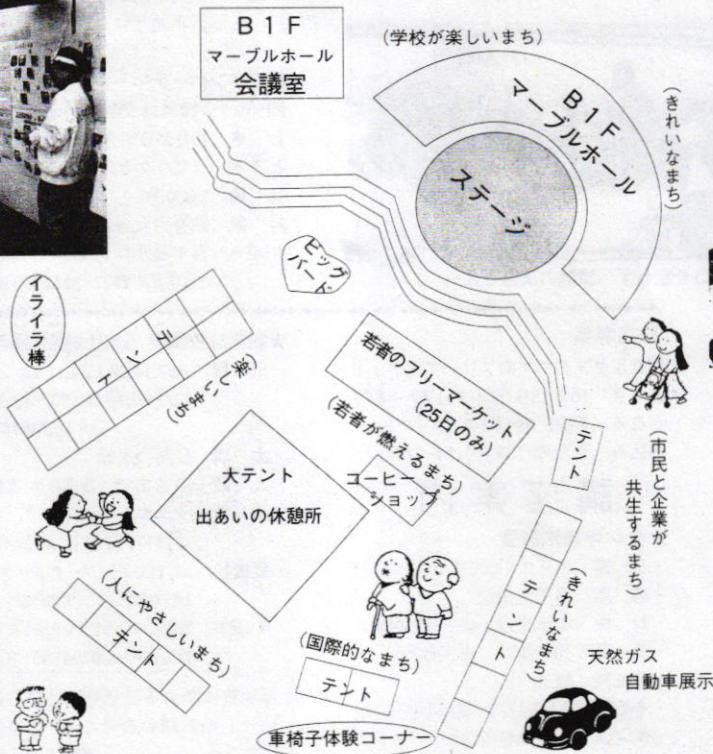 B1F
マーブルホール
会議室
(学校が楽しいまち)
B1F
マーブルホール
(きれいなまち)
ステージ
ビッグ
バード
イライラ棒
テント
(楽しいまち)
若者のフリーマーケット
(25日のみ)
(若者が燃えるまち)
コーヒー
ショップ
大テント
出あいの休憩所
テント
(市民と企業が
共生するまち)
テント
(きれいなまち)
(人にやさしいまち)
テント
(国際的なまち)
テント
車椅子体験コーナー
天然ガス
自動車展示